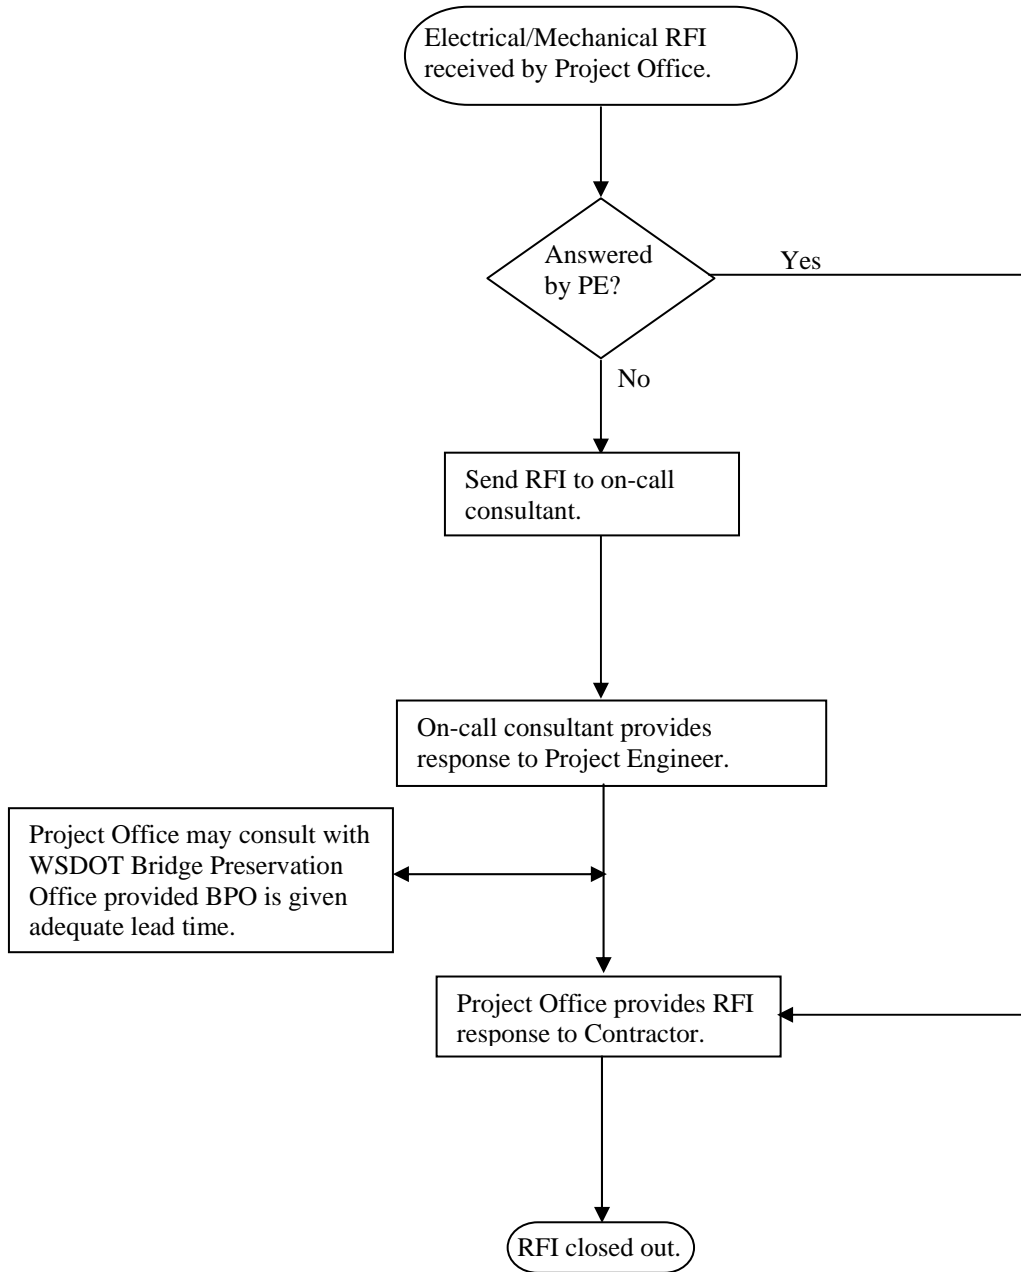 Electrical/Mechanical RFI
received by Project Office.
Answered
by PE?
Yes
No
Send RFI to on-call
consultant.
On-call consultant provides
response to Project Engineer.
Project Office may consult with
WSDOT Bridge Preservation
Office provided BPO is given
adequate lead time.
Project Office provides RFI
response to Contractor.
RFI closed out.